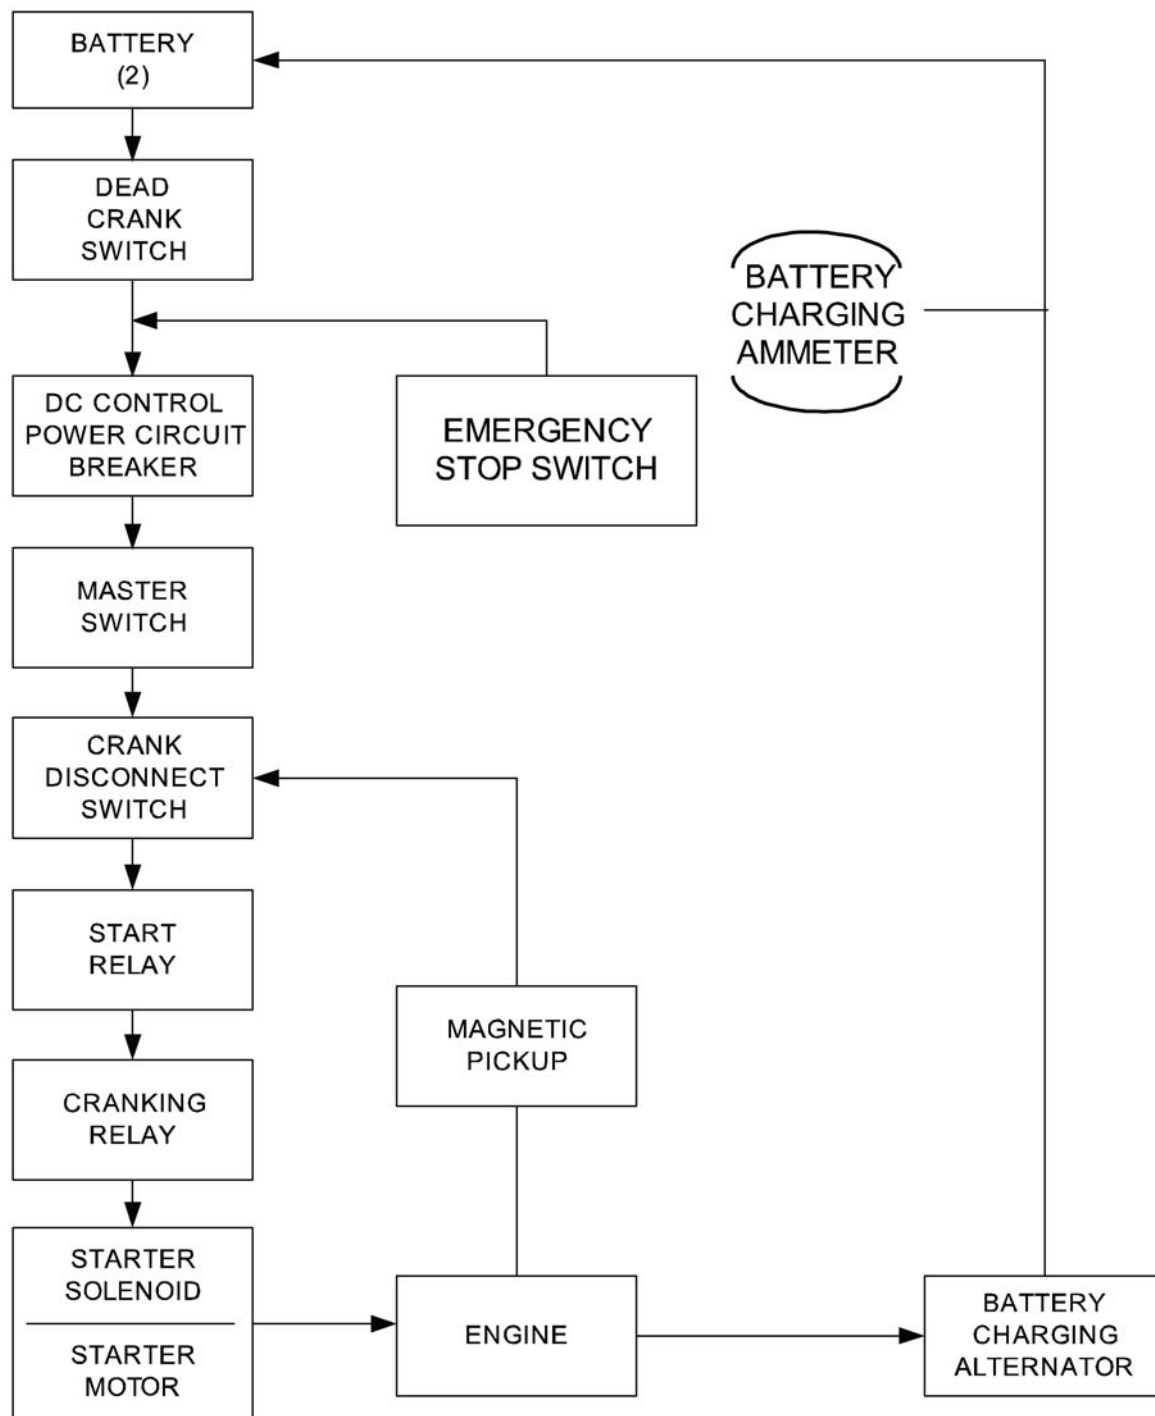 BATTERY
(2)
DEAD
CRANK
SWITCH
BATTERY
CHARGING
AMMETER
DC CONTROL
POWER CIRCUIT
BREAKER
EMERGENCY
STOP SWITCH
MASTER
SWITCH
CRANK
DISCONNECT
SWITCH
START
RELAY
MAGNETIC
PICKUP
CRANKING
RELAY
STARTER
SOLENOID
STARTER
MOTOR
ENGINE
BATTERY
CHARGING
ALTERNATOR